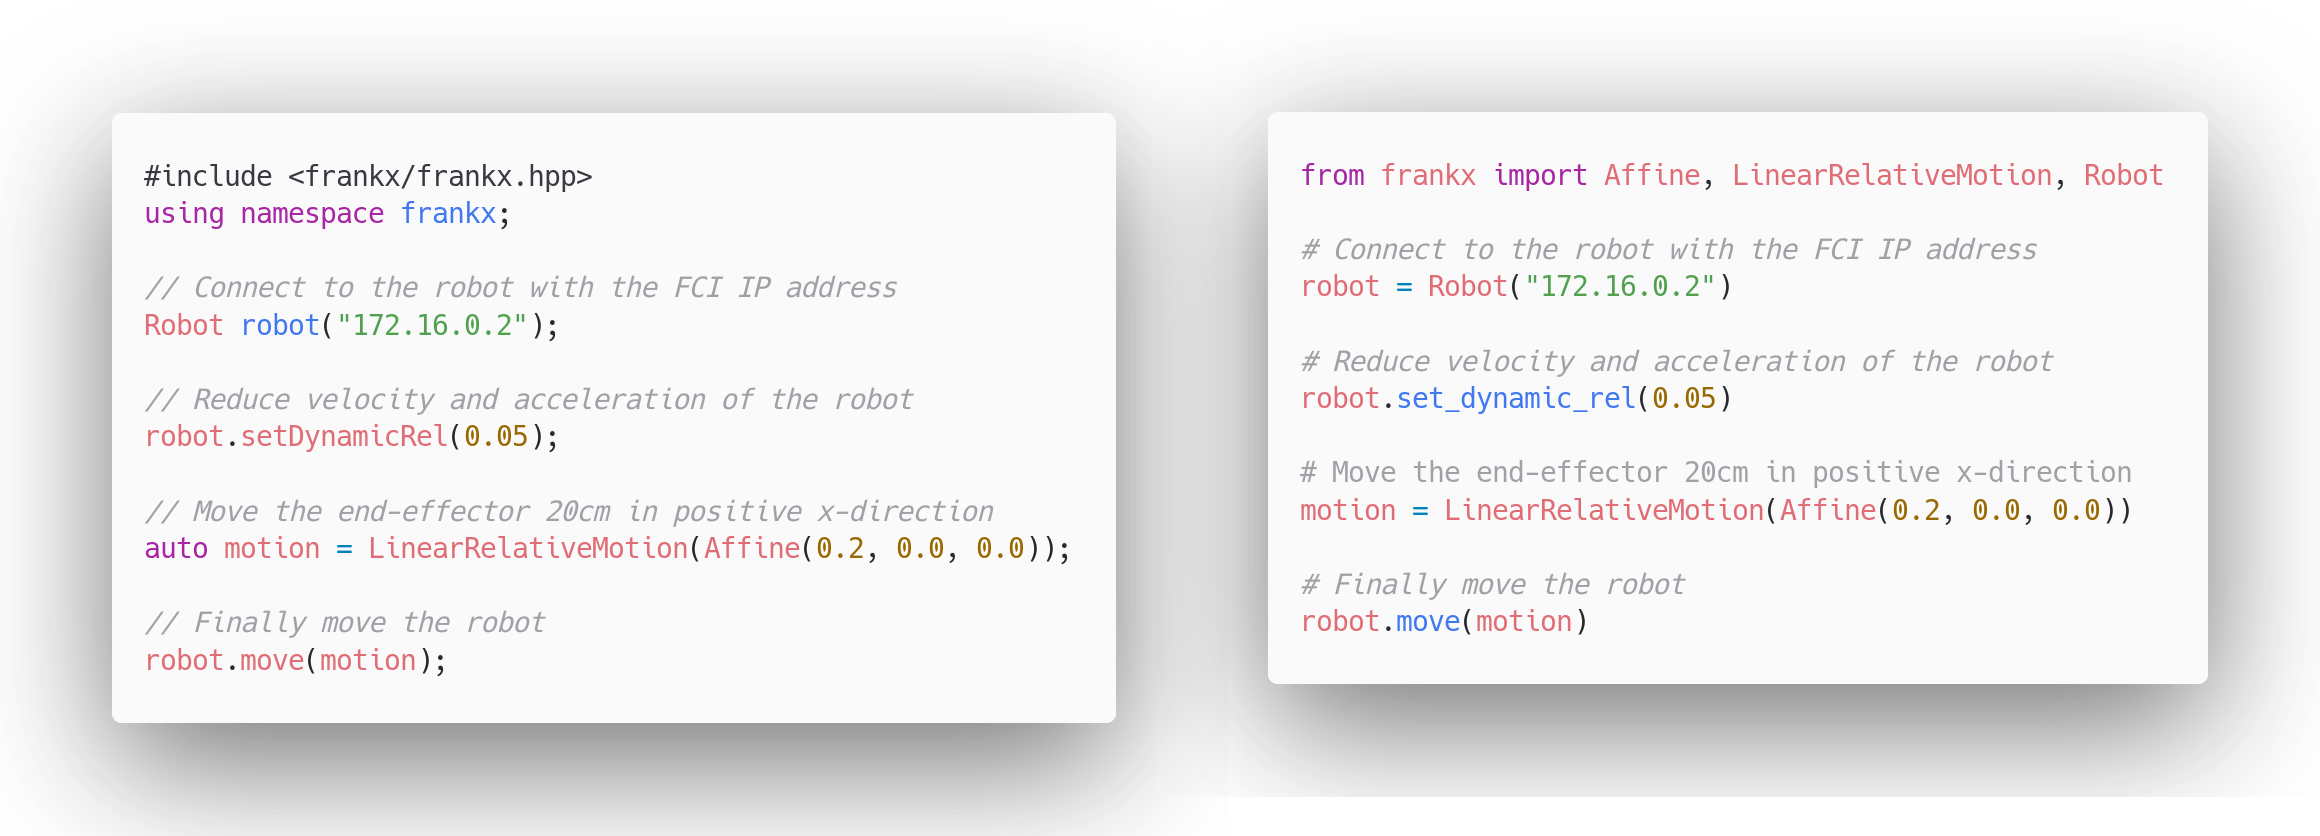 #include <frankx/frankx.hpp>
using namespace frankx;
// Connect to the robot with the FCI IP address
Robot robot("172.16.0.2");
// Reduce velocity and acceleration of the robot
robot.setDynamicRel(0.05);
// Move the end-effector 20cm in positive x-direction
auto motion = LinearRelativeMotion(Affine(0.2, 0.0, 0.0));
// Finally move the robot
robot.move(motion);
from frankx import Affine, LinearRelativeMotion, Robot
# Connect to the robot with the FCI IP address
robot = Robot("172.16.0.2")
# Reduce velocity and acceleration of the robot
robot.set_dynamic_rel(0.05)
# Move the end-effector 20cm in positive x-direction
motion = LinearRelativeMotion(Affine(0.2, 0.0, 0.0))
# Finally move the robot
robot.move(motion)